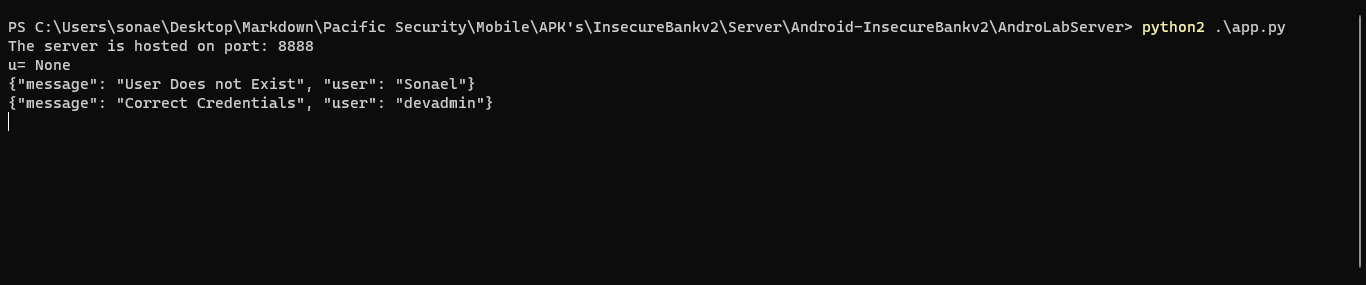 PS C:\Users\sonae\Desktop\Markdown\Pacific Security\Mobile\APK's\InsecureBankv2\Server\Android-InsecureBankv2\AndroLabServer> python2 .\app.py
The server is hosted on port: 8888
u= None
{"message": "User Does not Exist", "user": "Sonael"}
{"message": "Correct Credentials", "user": "devadmin"}